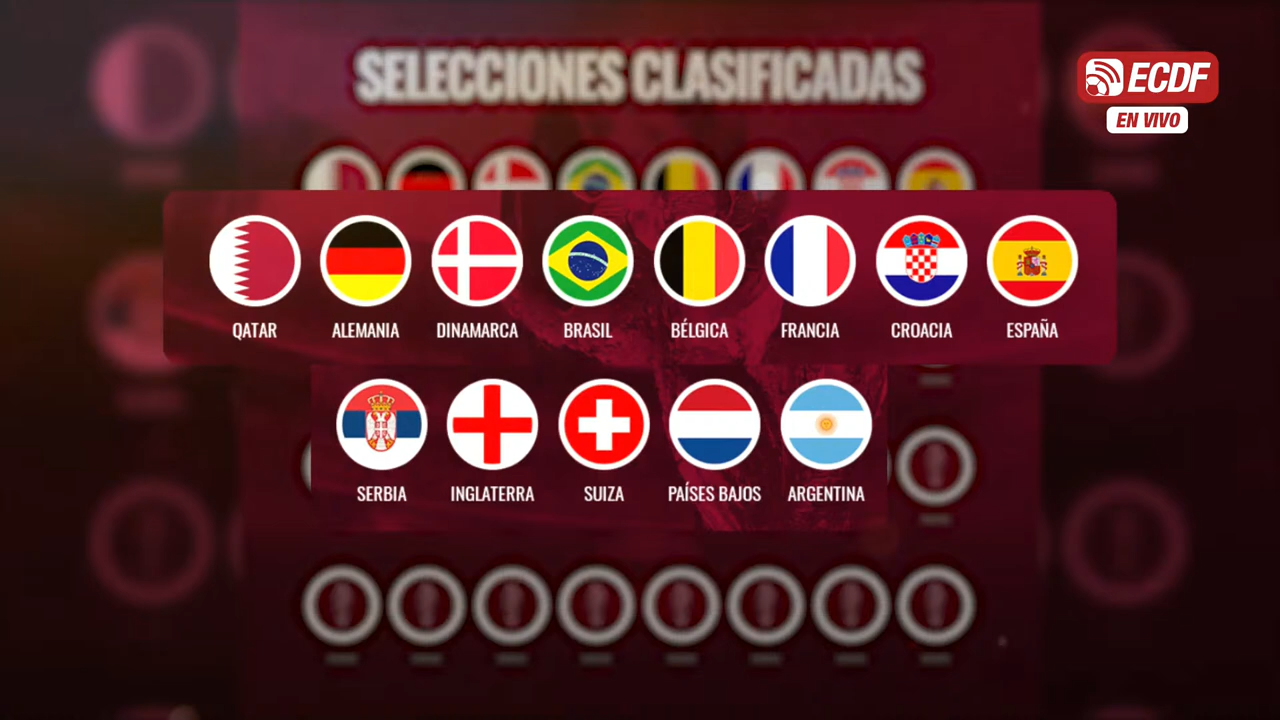 SELECCIONES CLASIFICADAS
ECDF
EN VIVO
QATAR ALEMANIA DINAMARCA BRASIL BÉLGICA FRANCIA CROACIA ESPAÑA
SERBIA INGLATERRA SUIZA PAÍSES BAJOS ARGENTINA